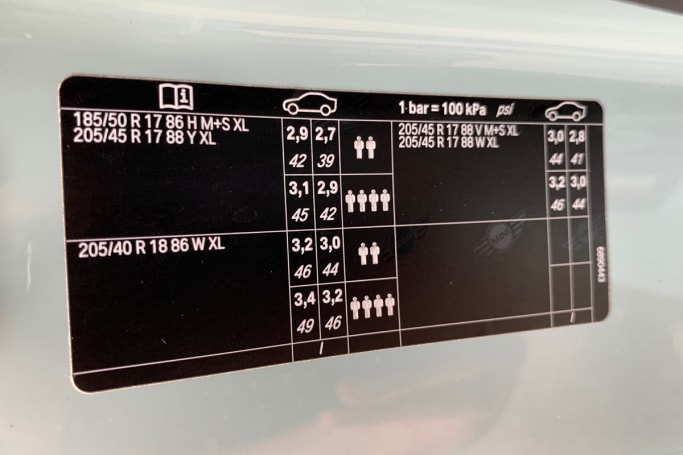 1 bar = 100 kPa psi
185/50 R 17 86 H M+S XL
205/45 R 17 88 Y XL
2,9 2,7
42 39
3,1 2,9
45 42
205/45 R 17 88 V M+S XL
205/45 R 17 88 W XL
3,0 2,8
44 41
3,2 3,0
46 44
205/40 R 18 86 W XL
3,2 3,0
46 44
3,4 3,2
49 46
/
MINI
/
6890443